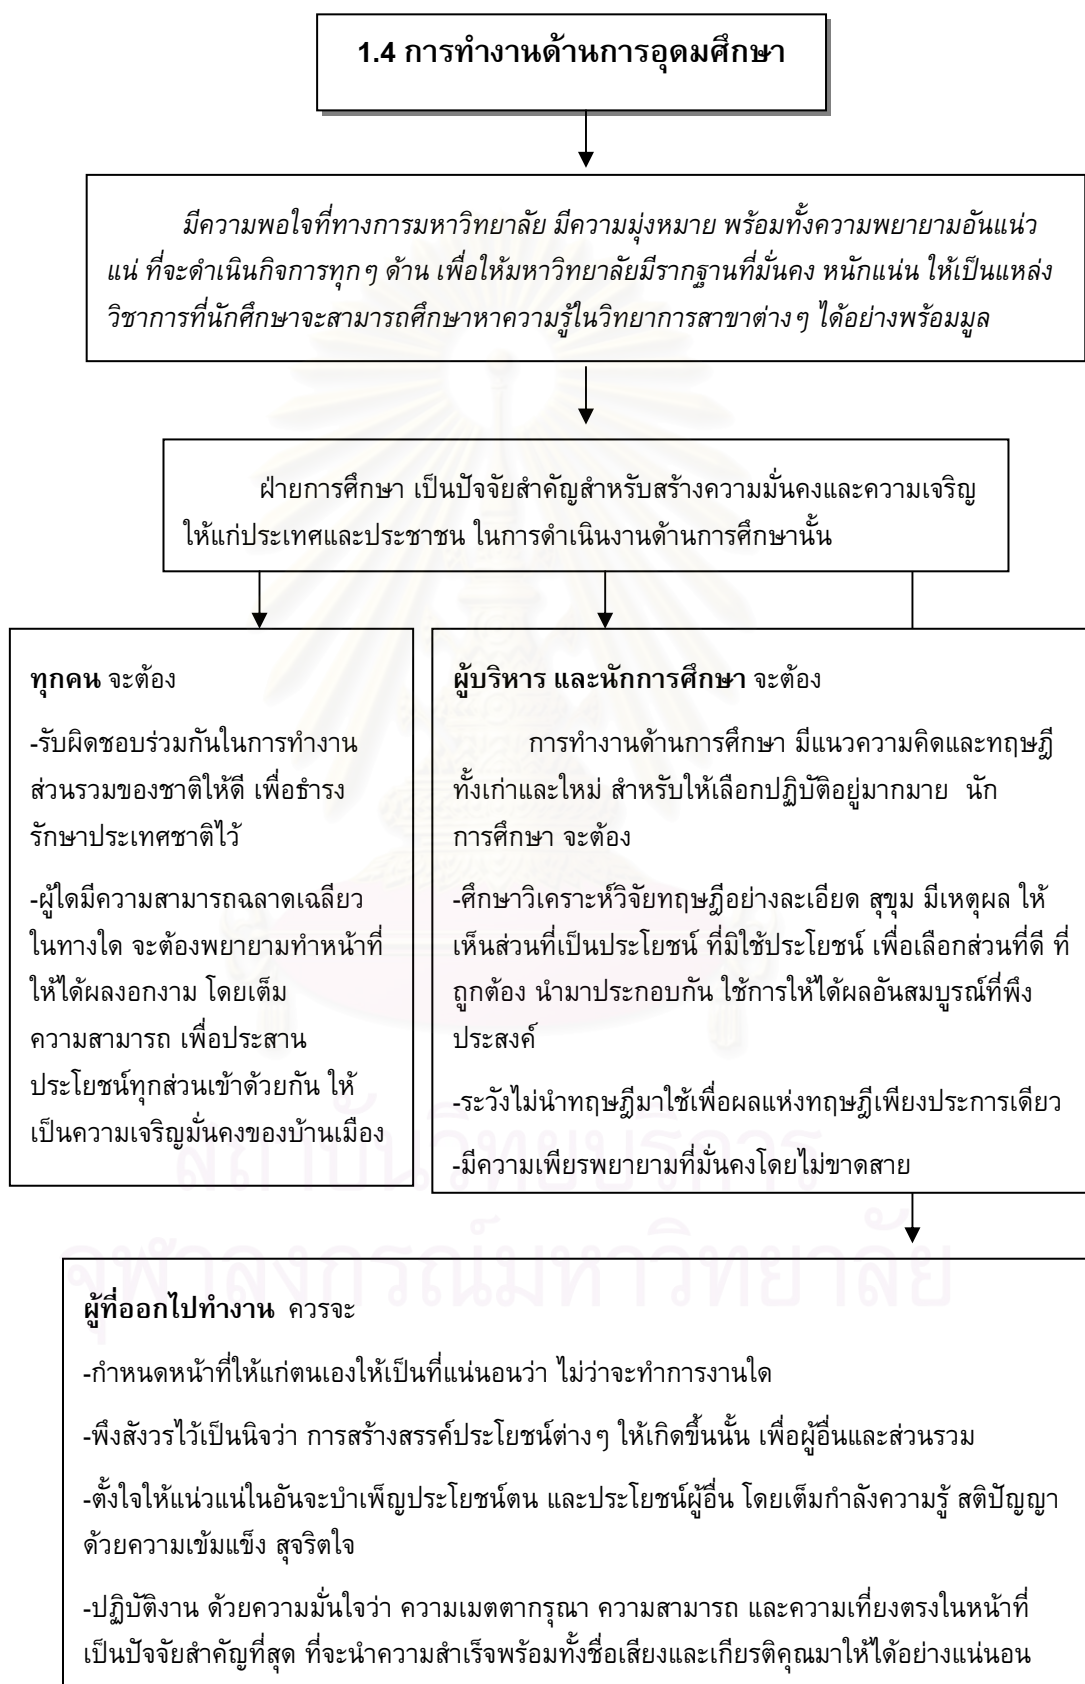 1.4 การทำงานด้านการอุดมศึกษา
มีความพอใจที่ทางการมหาวิทยาลัย มีความมุ่งหมาย พร้อมทั้งความพยายามอันแน่ว
แน่ ที่จะดำเนินกิจการทุกๆ ด้าน เพื่อให้มหาวิทยาลัยมีรากฐานที่มั่นคง หนักแน่น ให้เป็นแหล่ง
วิชาการที่นักศึกษาจะสามารถศึกษาหาความรู้ในวิทยาการสาขาต่างๆ ได้อย่างพร้อมมูล
ฝ่ายการศึกษา เป็นปัจจัยสำคัญสำหรับสร้างความมั่นคงและความเจริญ
ให้แก่ประเทศและประชาชน ในการดำเนินงานด้านการศึกษานั้น
ทุกคน จะต้อง
-รับผิดชอบร่วมกันในการทำงาน
ส่วนรวมของชาติให้ดี เพื่อธำรง
รักษาประเทศชาติไว้
-ผู้ใดมีความสามารถฉลาดเฉลียว
ในทางใด จะต้องพยายามทำหน้าที่
ให้ได้ผลงอกงาม โดยเต็ม
ความสามารถ เพื่อประสาน
ประโยชน์ทุกส่วนเข้าด้วยกัน ให้
เป็นความเจริญมั่นคงของบ้านเมือง
ผู้บริหาร และนักการศึกษา จะต้อง
การทำงานด้านการศึกษา มีแนวความคิดและทฤษฎี
ทั้งเก่าและใหม่ สำหรับให้เลือกปฏิบัติอยู่มากมาย นัก
การศึกษา จะต้อง
-ศึกษาวิเคราะห์วิจัยทฤษฎีอย่างละเอียด สุขุม มีเหตุผล ให้
เห็นส่วนที่เป็นประโยชน์ ที่มิใช้ประโยชน์ เพื่อเลือกส่วนที่ดี ที่
ถูกต้อง นำมาประกอบกัน ใช้การให้ได้ผลอันสมบูรณ์ที่พึง
ประสงค์
-ระวังไม่นำทฤษฎีมาใช้เพื่อผลแห่งทฤษฎีเพียงประการเดียว
-มีความเพียรพยายามที่มั่นคงโดยไม่ขาดสาย
สถาบันวิทยบริการ
จุฬาลงกรณ์มหาวิทยาลัย
ผู้ที่ออกไปทำงาน ควรจะ
-กำหนดหน้าที่ให้แก่ตนเองให้เป็นที่แน่นอนว่า ไม่ว่าจะทำการงานใด
-พึงสังวรไว้เป็นนิจว่า การสร้างสรรค์ประโยชน์ต่างๆ ให้เกิดขึ้นนั้น เพื่อผู้อื่นและส่วนรวม
-ตั้งใจให้แน่วแน่ในอันจะบำเพ็ญประโยชน์ตน และประโยชน์ผู้อื่น โดยเต็มกำลังความรู้ สติปัญญา
ด้วยความเข้มแข็ง สุจริตใจ
-ปฏิบัติงาน ด้วยความมั่นใจว่า ความเมตตากรุณา ความสามารถ และความเที่ยงตรงในหน้าที่
เป็นปัจจัยสำคัญที่สุด ที่จะนำความสำเร็จพร้อมทั้งชื่อเสียงและเกียรติคุณมาให้ได้อย่างแน่นอน